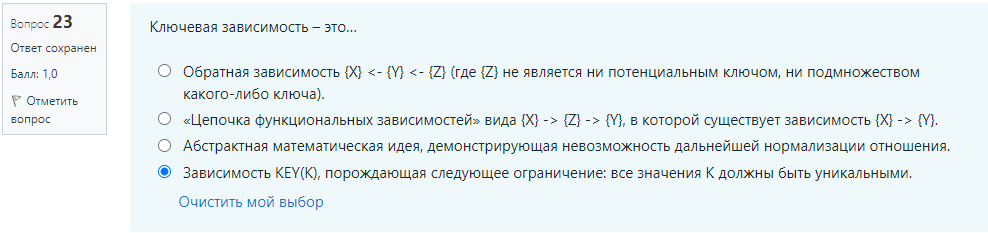 Вопрос 23
Ответ сохранен
Балл: 1,0
Отметить
вопрос
Ключевая зависимость – это...
Обратная зависимость {X} <- {Y} <- {Z} (где {Z} не является ни потенциальным ключом, ни подмножеством
какого-либо ключа).
«Цепочка функциональных зависимостей» вида {X} -> {Z} -> {Y}, в которой существует зависимость {X} -> {Y}.
Абстрактная математическая идея, демонстрирующая невозможность дальнейшей нормализации отношения.
Зависимость KEY(K), порождающая следующее ограничение: все значения K должны быть уникальными.
Очистить мой выбор